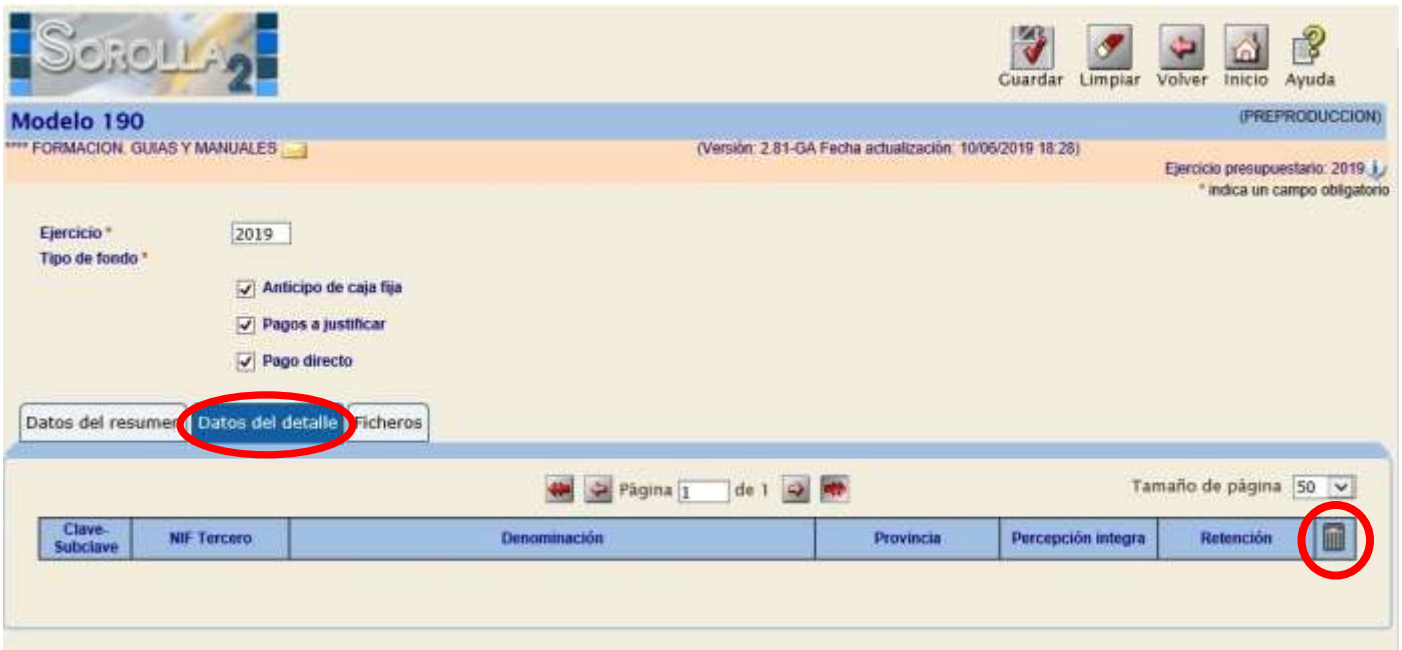 SOROLLA2
Guardar Limpiar Volver Inicio Ayuda
Modelo 190 (PREPRODUCCION)
**** FORMACION. GUIAS Y MANUALES (Versión: 2.81-GA Fecha actualización: 10/06/2019 18:28)
Ejercicio presupuestario: 2019
* indica un campo obligatorio
Ejercicio * 2019
Tipo de fondo *
Anticipo de caja fija
Pagos a justificar
Pago directo
Datos del resumen Datos del detalle Ficheros
Página 1 de 1 Tamaño de página 50
Clave-Subclave NIF Tercero Denominación Provincia Percepción integra Retención